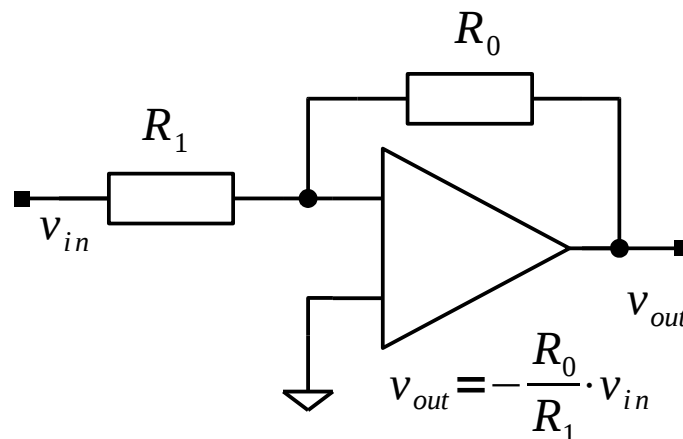 R₀
R₁
vᵢₙ
vₒᵤₜ
vₒᵤₜ = − R₀/R₁ · vᵢₙ